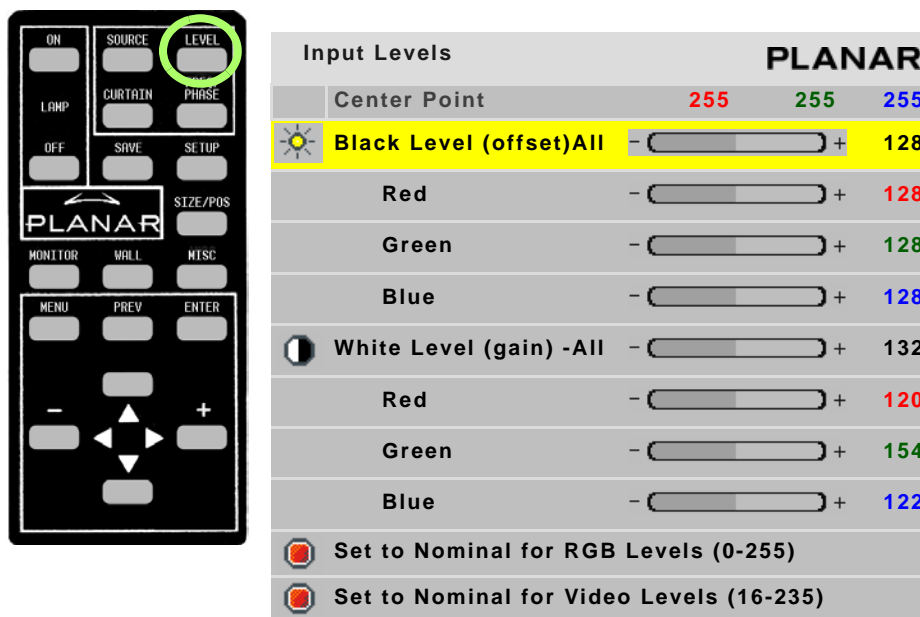 ON SOURCE LEVEL
LAMP CURTAIN PHASE
OFF SAVE SETUP
PLANAR SIZE/POS
MONITOR WALL MISC
MENU PREV ENTER
- +
Input Levels PLANAR
Center Point 255 255 255
Black Level (offset)All - + 128
Red - + 128
Green - + 128
Blue - + 128
White Level (gain) -All - + 132
Red - + 120
Green - + 154
Blue - + 122
Set to Nominal for RGB Levels (0-255)
Set to Nominal for Video Levels (16-235)